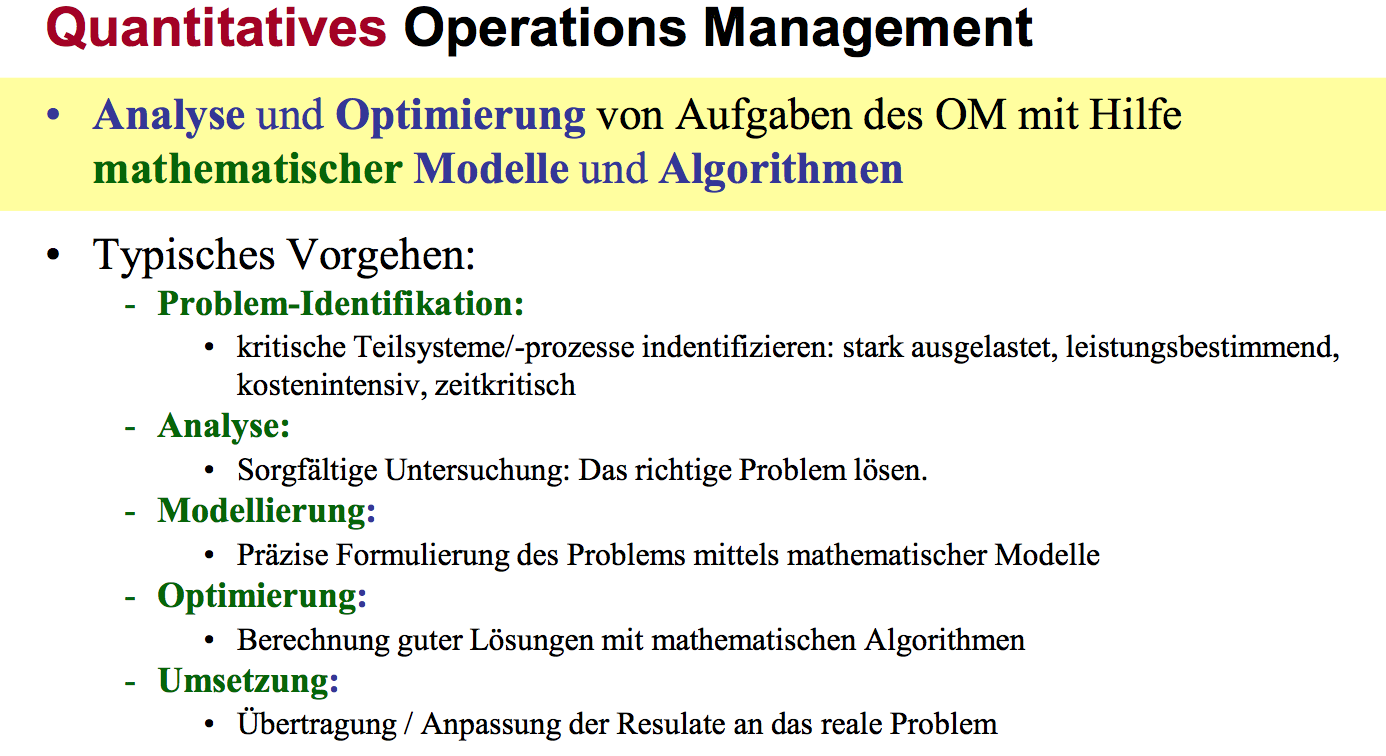 Quantitatives Operations Management
• Analyse und Optimierung von Aufgaben des OM mit Hilfe
mathematischer Modelle und Algorithmen
• Typisches Vorgehen:
- Problem-Identifikation:
• kritische Teilsysteme/-prozesse indentifizieren: stark ausgelastet, leistungsbestimmend,
kostenintensiv, zeitkritisch
- Analyse:
• Sorgfältige Untersuchung: Das richtige Problem lösen.
- Modellierung:
• Präzise Formulierung des Problems mittels mathematischer Modelle
- Optimierung:
• Berechnung guter Lösungen mit mathematischen Algorithmen
- Umsetzung:
• Übertragung / Anpassung der Resulate an das reale Problem